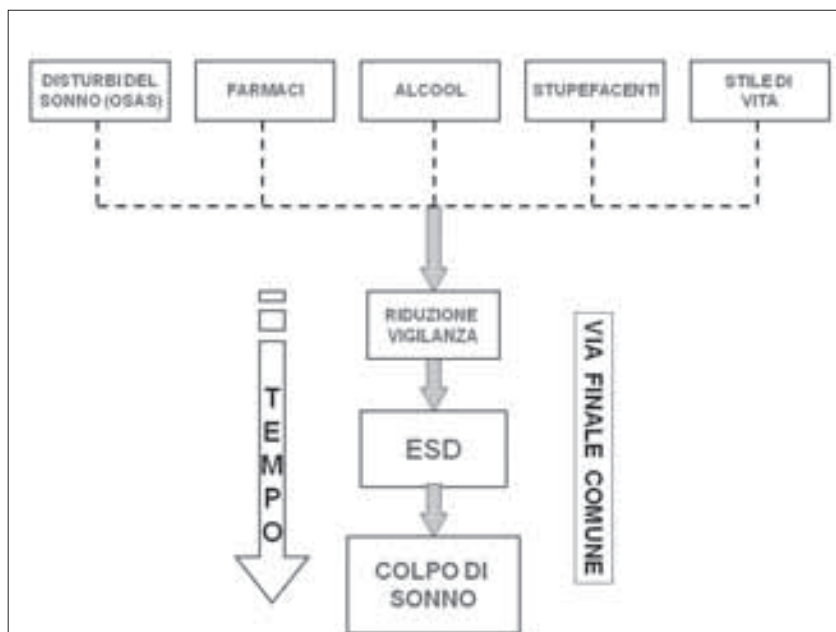 DISTURBI DEL
SONNO (OSAS)
FARMACI
ALCOOL
STUPEFACENTI
STILE DI
VITA
RIDUZIONE
VIGILANZA
TEMPO
ESD
VIA FINALE COMUNE
COLPO DI
SONNO